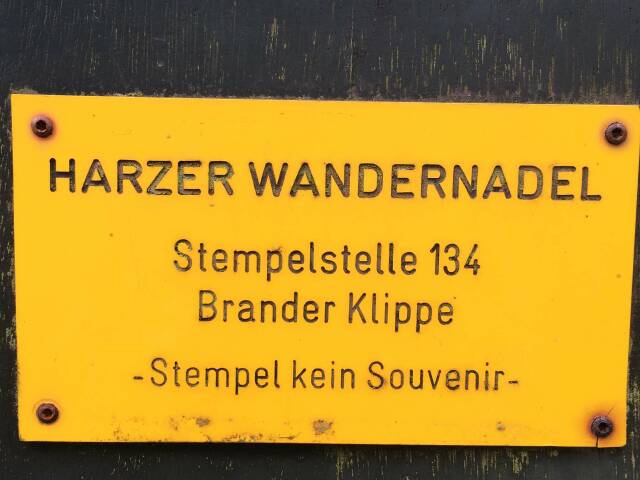 HARZER WANDERNADEL
Stempelstelle 134
Brander Klippe
-Stempel kein Souvenir-